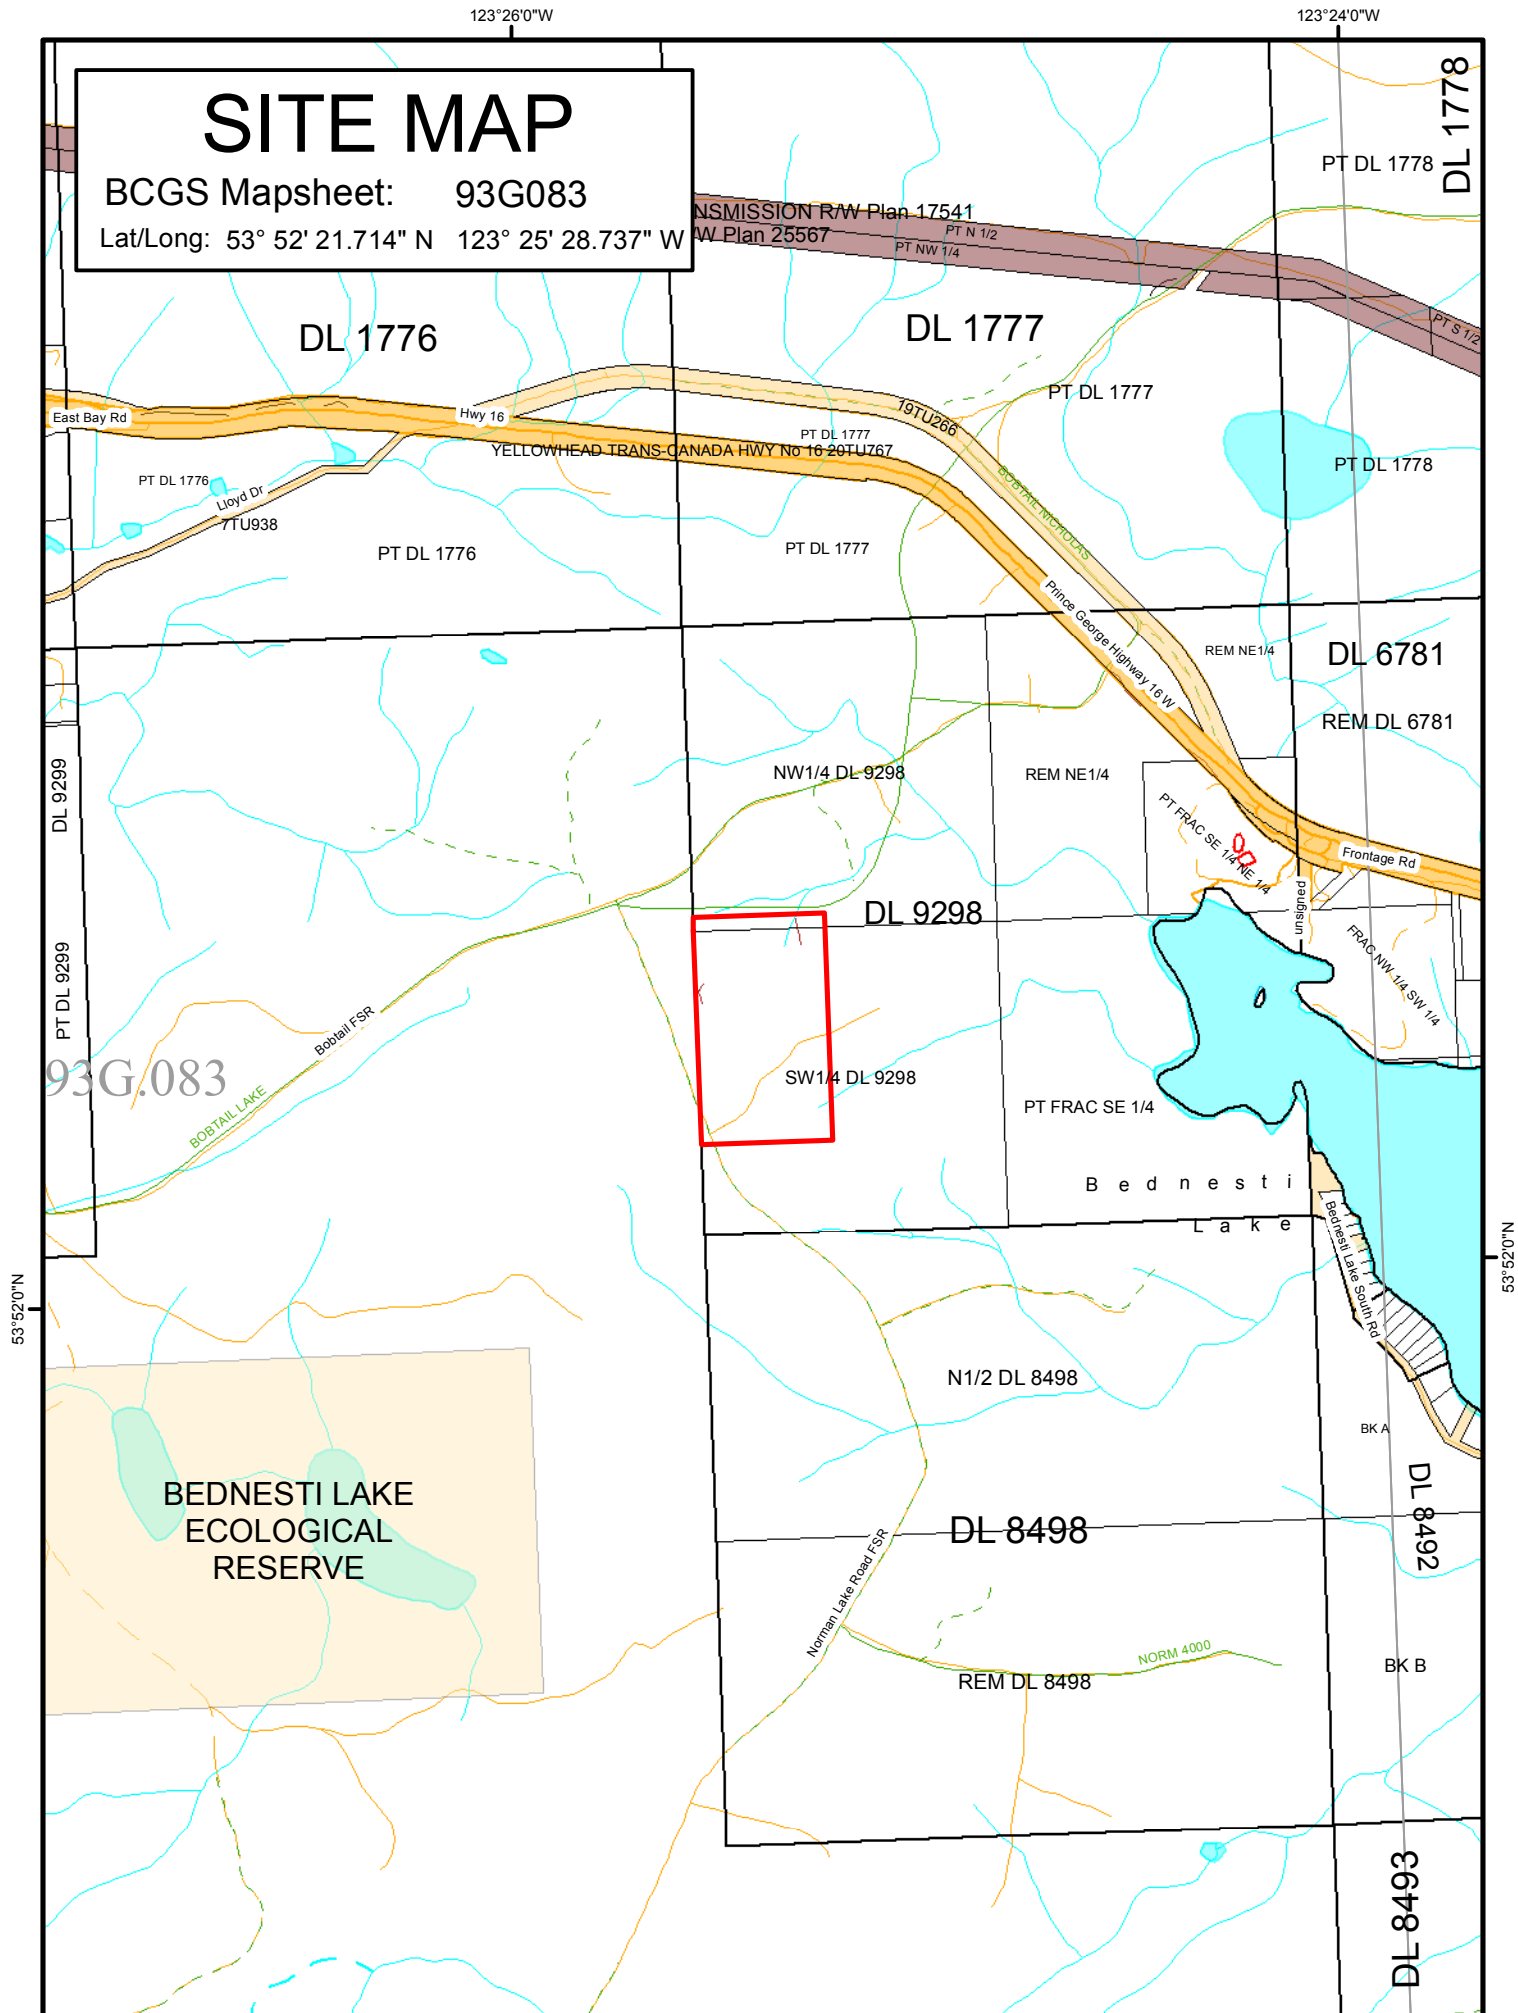 123°26'0"W
123°24'0"W
SITE MAP
BCGS Mapsheet: 93G083
Lat/Long: 53° 52' 21.714" N 123° 25' 28.737" W
DL 1778
PT DL 1778
NSMISSION R/W Plan 17541
/W Plan 25567
PT N 1/2
PT NW 1/4
PT S 1/2
DL 1776
DL 1777
PT DL 1777
East Bay Rd
Hwy 16
19TU266
PT DL 1777
YELLOWHEAD TRANS-CANADA HWY No 16 20TU767
PT DL 1778
BOBTAIL NICHOLAS
PT DL 1776
Lloyd Dr
7TU938
PT DL 1776
PT DL 1777
Prince George Highway 16 W
REM NE1/4
DL 6781
REM DL 6781
DL 9299
NW1/4 DL 9298
REM NE1/4
PT FRAC SE 1/4 NE 1/4
Frontage Rd
unsigned
DL 9298
PT DL 9299
FRAC NW 1/4 SW 1/4
Bobtail FSR
93G.083
BOBTAIL LAKE
SW1/4 DL 9298
PT FRAC SE 1/4
Bednesti
Lake
Bednesti Lake South Rd
53°52'0"N
53°52'0"N
N1/2 DL 8498
BK A
DL 8492
BEDNESTI LAKE
ECOLOGICAL
RESERVE
DL 8498
Norman Lake Road FSR
NORM 4000
REM DL 8498
BK B
DL 8493